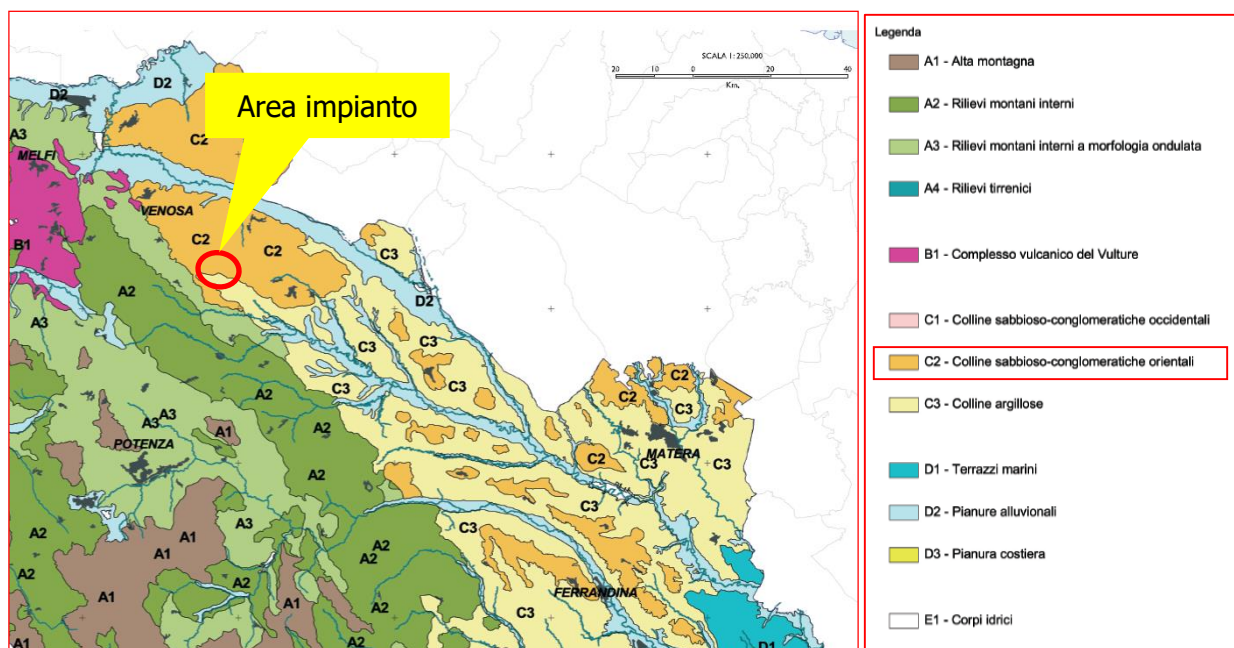 SCALA 1:250.000
20 10 0 20 40
Km.
Area impianto
D2
D2
C2
A3
MELFI
VENOSA
C2
C2
B1
C3
A2
D2
A3
C3
C3
C2
C2
C3
C3
C3
A2
A3
A3
A1
POTENZA
A2
C2
MATERA
C3
C3
A2
C3
A3
C3
A2
A2
A2
A1
A1
A2
A1
FERRANDINA
A1
A2
C3
A1
A2
A2
D1
Legenda
A1 - Alta montagna
A2 - Rilievi montani interni
A3 - Rilievi montani interni a morfologia ondulata
A4 - Rilievi tirrenici
B1 - Complesso vulcanico del Vulture
C1 - Colline sabbioso-conglomeratiche occidentali
C2 - Colline sabbioso-conglomeratiche orientali
C3 - Colline argillose
D1 - Terrazzi marini
D2 - Pianure alluvionali
D3 - Pianura costiera
E1 - Corpi idrici